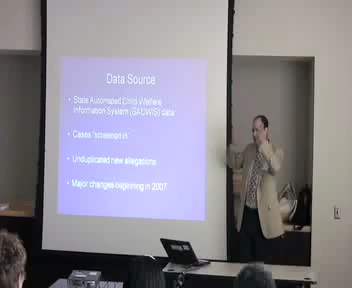 Data Source
• State Automated Child Welfare
Information System (SACWIS) data
• Cases "screened in"
• Unduplicated new allegations
• Major changes beginning in 2007